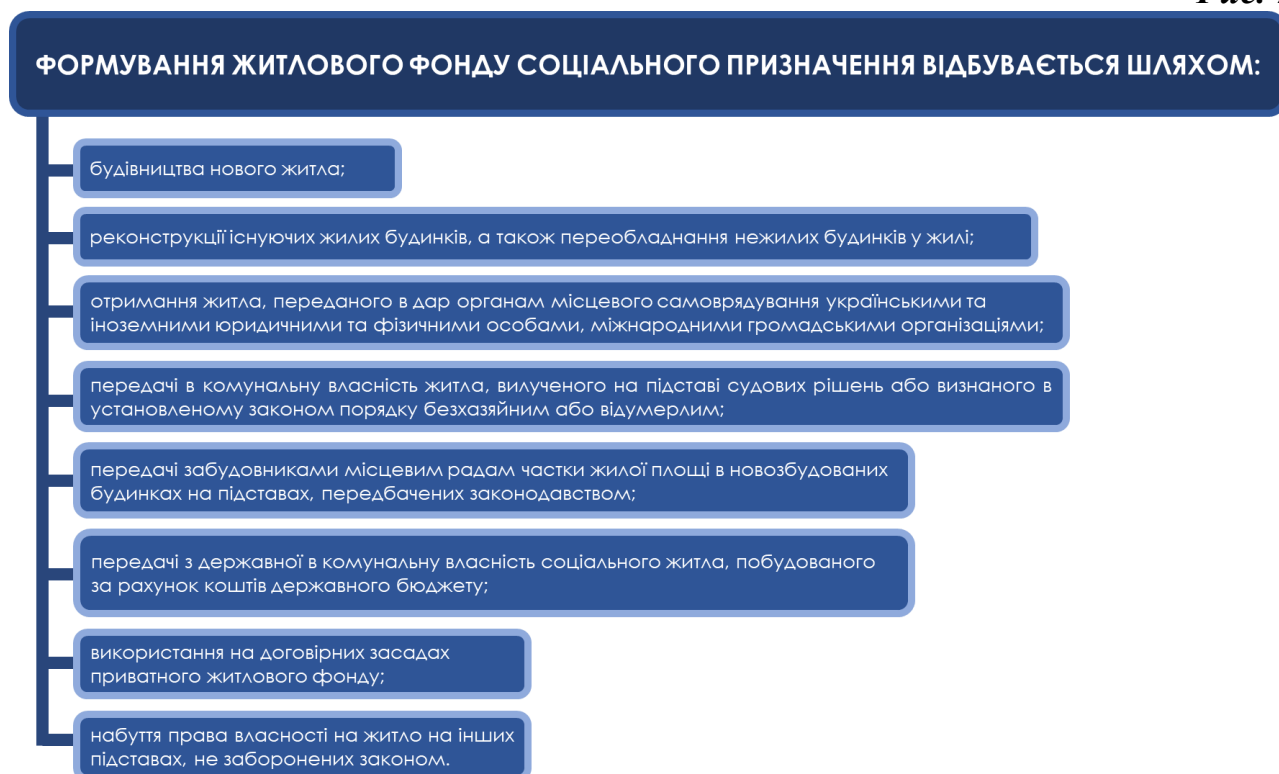 Рис.
ФОРМУВАННЯ ЖИТЛОВОГО ФОНДУ СОЦІАЛЬНОГО ПРИЗНАЧЕННЯ ВІДБУВАЄТЬСЯ ШЛЯХОМ:
будівництва нового житла;
реконструкції існуючих жилих будинків, а також переобладнання нежилих будинків у жилі;
отримання житла, переданого в дар органам місцевого самоврядування українськими та
іноземними юридичними та фізичними особами, міжнародними громадськими організаціями;
передачі в комунальну власність житла, вилученого на підставі судових рішень або визнаного в
установленому законом порядку безхазяйним або відумерлим;
передачі забудовниками місцевим радам частки жилої площі в новозбудованих
будинках на підставах, передбачених законодавством;
передачі з державної в комунальну власність соціального житла, побудованого
за рахунок коштів державного бюджету;
використання на договірних засадах
приватного житлового фонду;
набуття права власності на житло на інших
підставах, не заборонених законом.